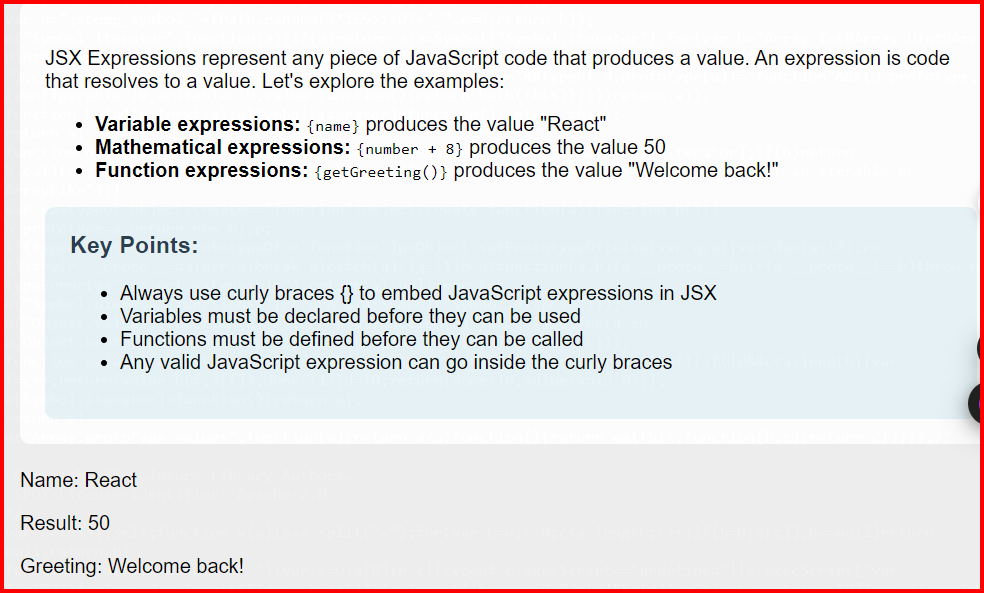 JSX Expressions represent any piece of JavaScript code that produces a value. An expression is code
that resolves to a value. Let's explore the examples:
• Variable expressions: {name} produces the value "React"
• Mathematical expressions: {number + 8} produces the value 50
• Function expressions: {getGreeting()} produces the value "Welcome back!"
Key Points:
• Always use curly braces {} to embed JavaScript expressions in JSX
• Variables must be declared before they can be used
• Functions must be defined before they can be called
• Any valid JavaScript expression can go inside the curly braces
Name: React
Result: 50
Greeting: Welcome back!